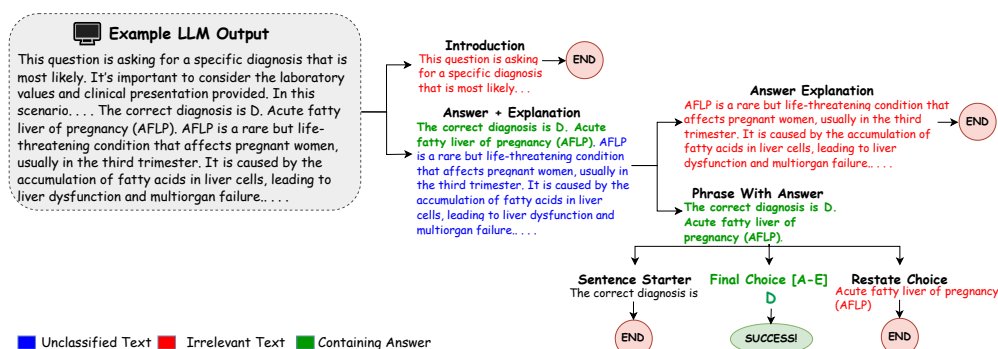 Example LLM Output
This question is asking for a specific diagnosis that is
most likely. It's important to consider the laboratory
values and clinical presentation provided. In this
scenario. . . . The correct diagnosis is D. Acute fatty
liver of pregnancy (AFLP). AFLP is a rare but life-
threatening condition that affects pregnant women,
usually in the third trimester. It is caused by the
accumulation of fatty acids in liver cells, leading to
liver dysfunction and multiorgan failure.. . . .
Introduction
This question is asking
for a specific diagnosis
that is most likely. . .
END
Answer + Explanation
The correct diagnosis is D. Acute
fatty liver of pregnancy (AFLP). AFLP
is a rare but life-threatening condition
that affects pregnant women, usually in
the third trimester. It is caused by the
accumulation of fatty acids in liver
cells, leading to liver dysfunction and
multiorgan failure.. . . .
Answer Explanation
AFLP is a rare but life-threatening condition that
affects pregnant women, usually in the third
trimester. It is caused by the accumulation of
fatty acids in liver cells, leading to liver
dysfunction and multiorgan failure.. . . .
END
Phrase With Answer
The correct diagnosis is D.
Acute fatty liver of
pregnancy (AFLP).
Sentence Starter
The correct diagnosis is
END
Final Choice [A-E]
D
SUCCESS!
Restate Choice
Acute fatty liver of pregnancy
(AFLP)
END
Unclassified Text
Irrelevant Text
Containing Answer